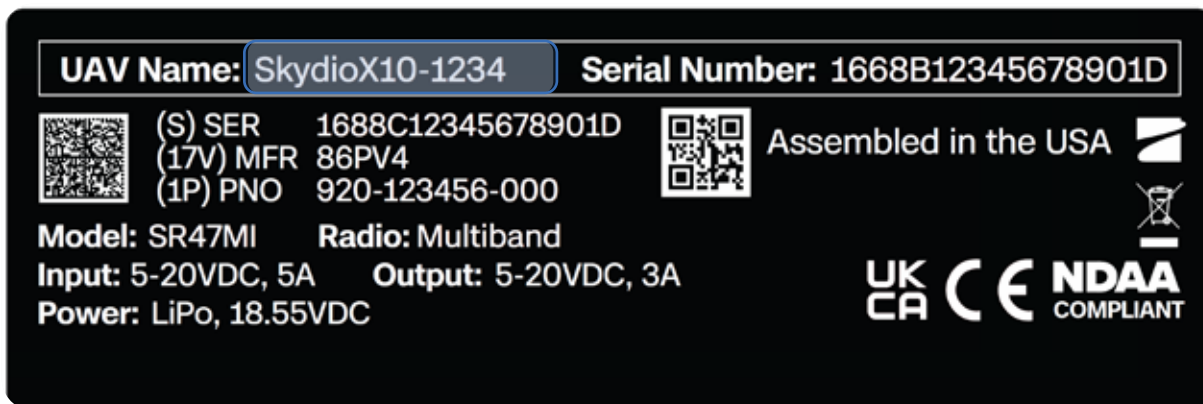 UAV Name: SkydioX10-1234 Serial Number: 1668B12345678901D
(S) SER 1688C12345678901D
(17V) MFR 86PV4
(1P) PNO 920-123456-000
Assembled in the USA
Model: SR47MI Radio: Multiband
Input: 5-20VDC, 5A Output: 5-20VDC, 3A
Power: LiPo, 18.55VDC
UK
CA
CE
NDAA
COMPLIANT